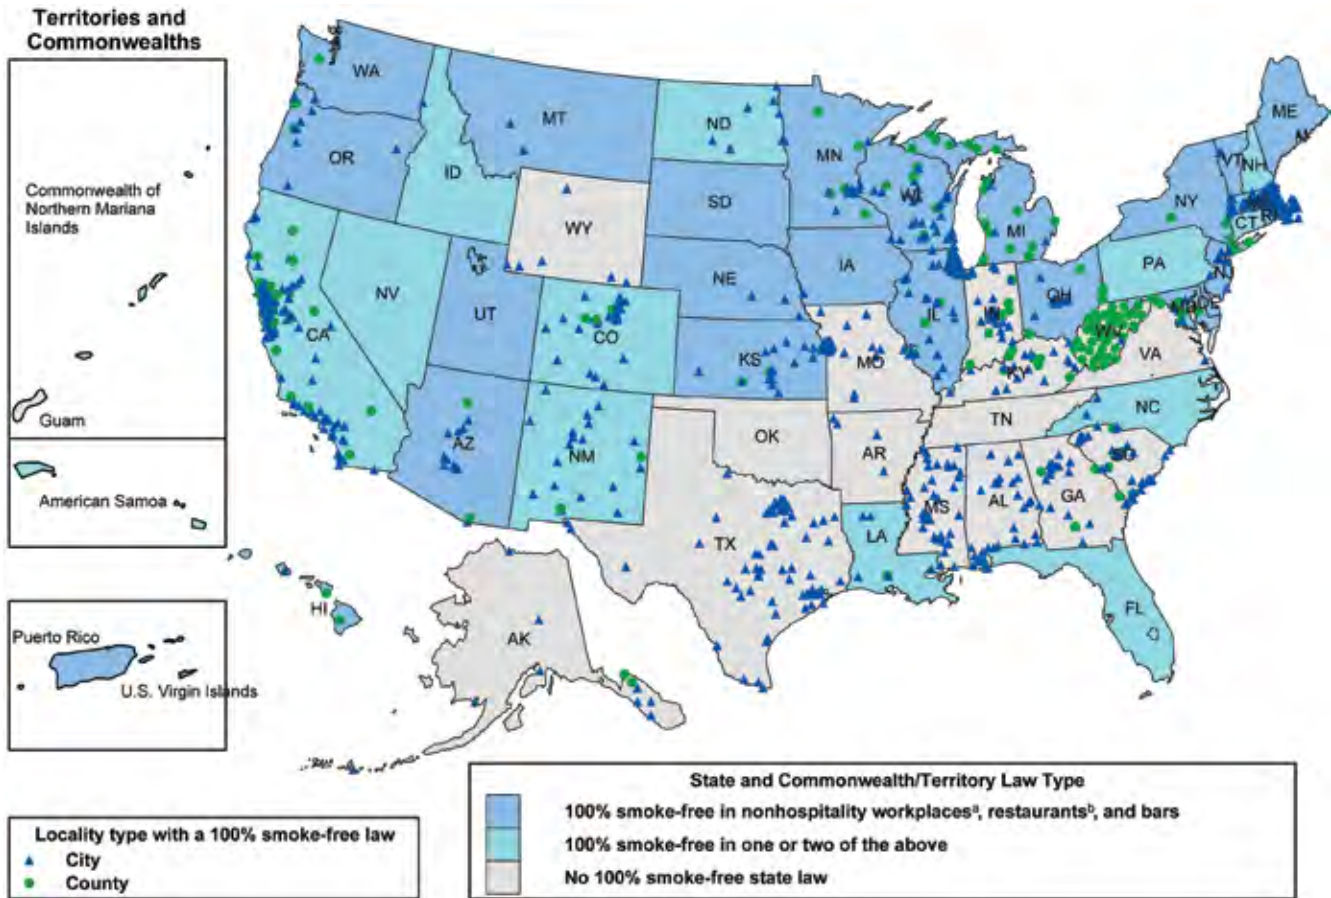 Territories and
Commonwealths
Commonwealth of
Northern Mariana
Islands
Guam
American Samoa
Puerto Rico
U.S. Virgin Islands
WA
MT
ND
MN
ME
OR
ID
SD
WI
VT
NH
NY
WY
MI
CT
RI
IA
NE
PA
NJ
NV
UT
IL
IN
OH
DE
CA
CO
KS
MO
WV
VA
KY
AZ
NM
OK
TN
NC
AR
SC
MS
AL
GA
TX
LA
HI
FL
AK
Locality type with a 100% smoke-free law
City
County
State and Commonwealth/Territory Law Type
100% smoke-free in nonhospitality workplacesᵃ, restaurantsᵇ, and bars
100% smoke-free in one or two of the above
No 100% smoke-free state law